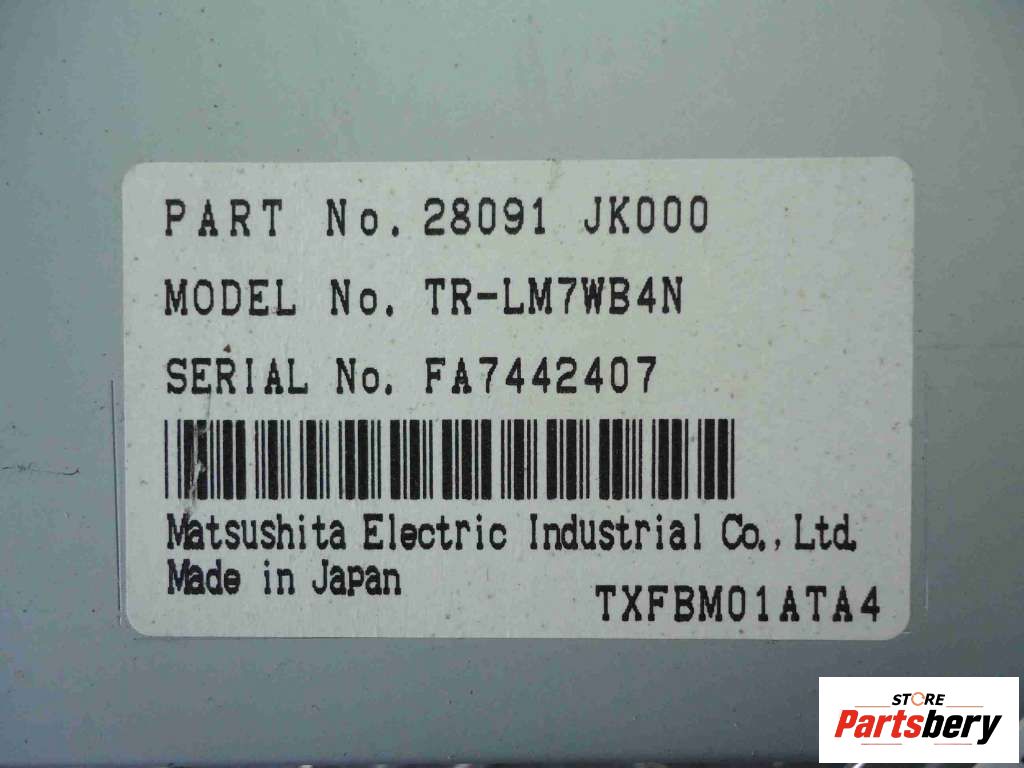 PART No. 28091 JK000
MODEL No. TR-LM7WB4N
SERIAL No. FA7442407
Matsushita Electric Industrial Co., Ltd.
Made in Japan
TXFBM01ATA4
STORE
Partsbery